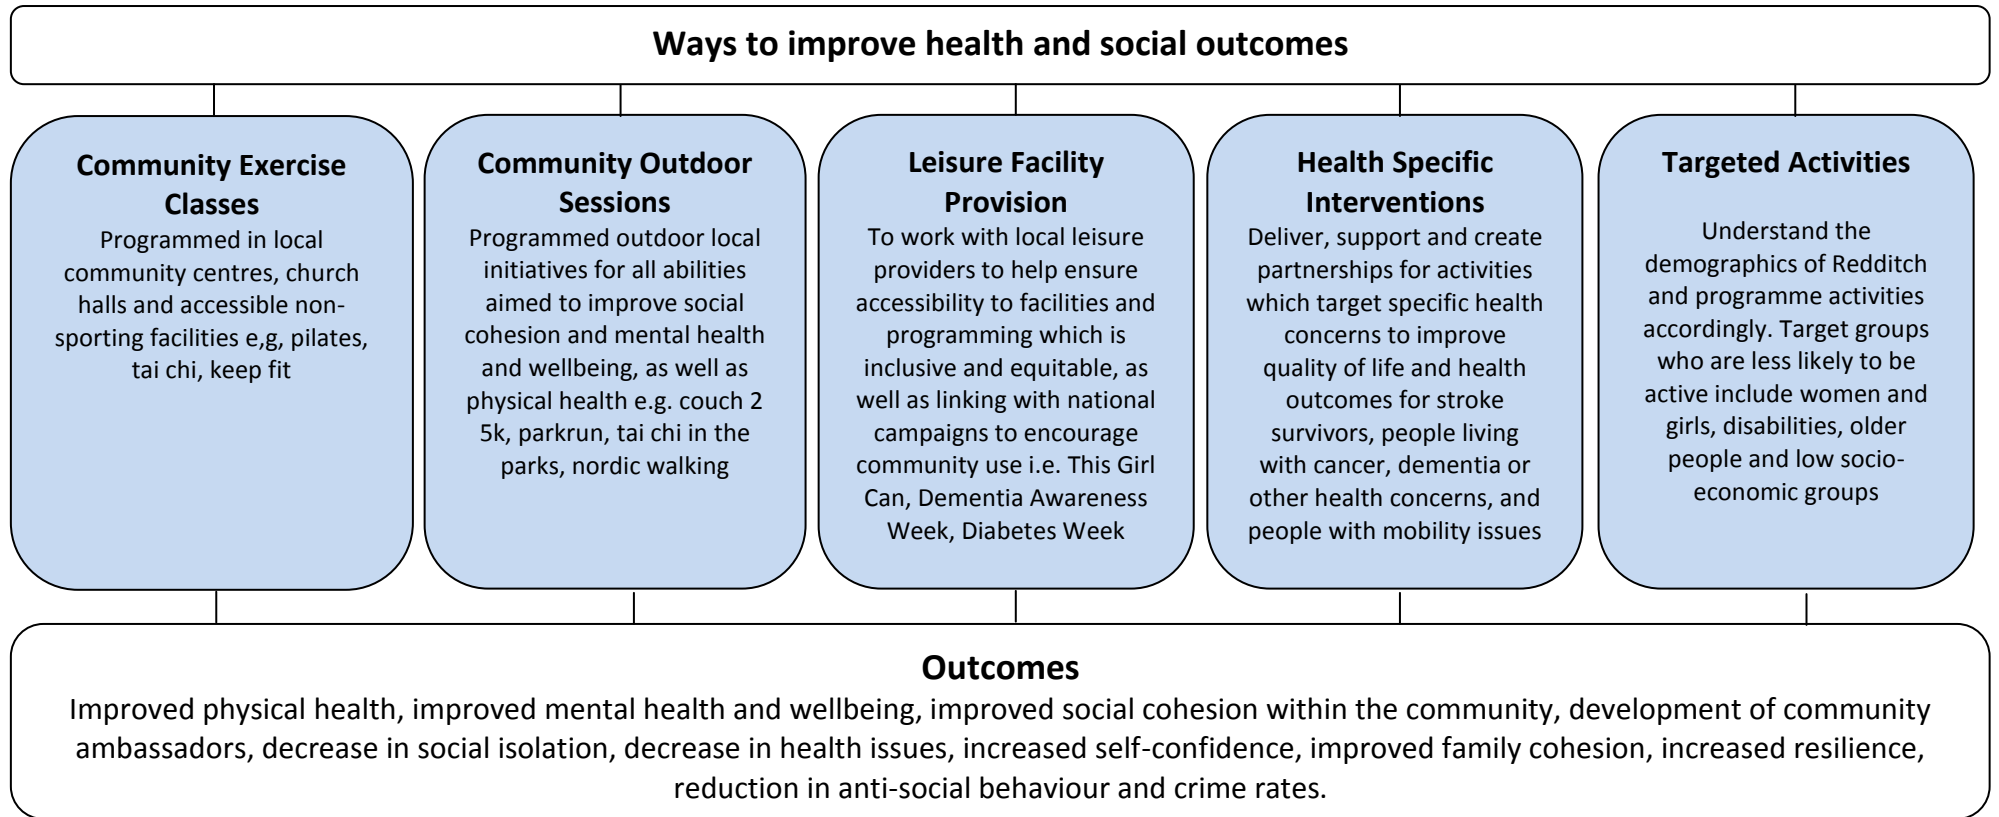 Ways to improve health and social outcomes
Community Exercise
Classes
Programmed in local
community centres, church
halls and accessible non-
sporting facilities e,g, pilates,
tai chi, keep fit
Community Outdoor
Sessions
Programmed outdoor local
initiatives for all abilities
aimed to improve social
cohesion and mental health
and wellbeing, as well as
physical health e.g. couch 2
5k, parkrun, tai chi in the
parks, nordic walking
Leisure Facility
Provision
To work with local leisure
providers to help ensure
accessibility to facilities and
programming which is
inclusive and equitable, as
well as linking with national
campaigns to encourage
community use i.e. This Girl
Can, Dementia Awareness
Week, Diabetes Week
Health Specific
Interventions
Deliver, support and create
partnerships for activities
which target specific health
concerns to improve
quality of life and health
outcomes for stroke
survivors, people living
with cancer, dementia or
other health concerns, and
people with mobility issues
Targeted Activities
Understand the
demographics of Redditch
and programme activities
accordingly. Target groups
who are less likely to be
active include women and
girls, disabilities, older
people and low socio-
economic groups
Outcomes
Improved physical health, improved mental health and wellbeing, improved social cohesion within the community, development of community
ambassadors, decrease in social isolation, decrease in health issues, increased self-confidence, improved family cohesion, increased resilience,
reduction in anti-social behaviour and crime rates.